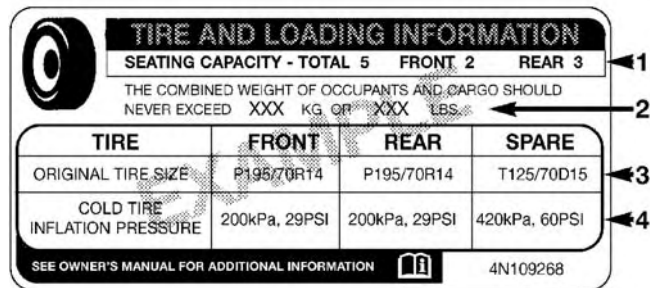 TIRE AND LOADING INFORMATION
SEATING CAPACITY - TOTAL 5 FRONT 2 REAR 3
1
THE COMBINED WEIGHT OF OCCUPANTS AND CARGO SHOULD
NEVER EXCEED XXX KG OR XXX LBS.
2
TIRE FRONT REAR SPARE
ORIGINAL TIRE SIZE P195/70R14 P195/70R14 T125/70D15
3
COLD TIRE
INFLATION PRESSURE 200kPa, 29PSI 200kPa, 29PSI 420kPa, 60PSI
4
SEE OWNER'S MANUAL FOR ADDITIONAL INFORMATION 4N109268
EXAMPLE